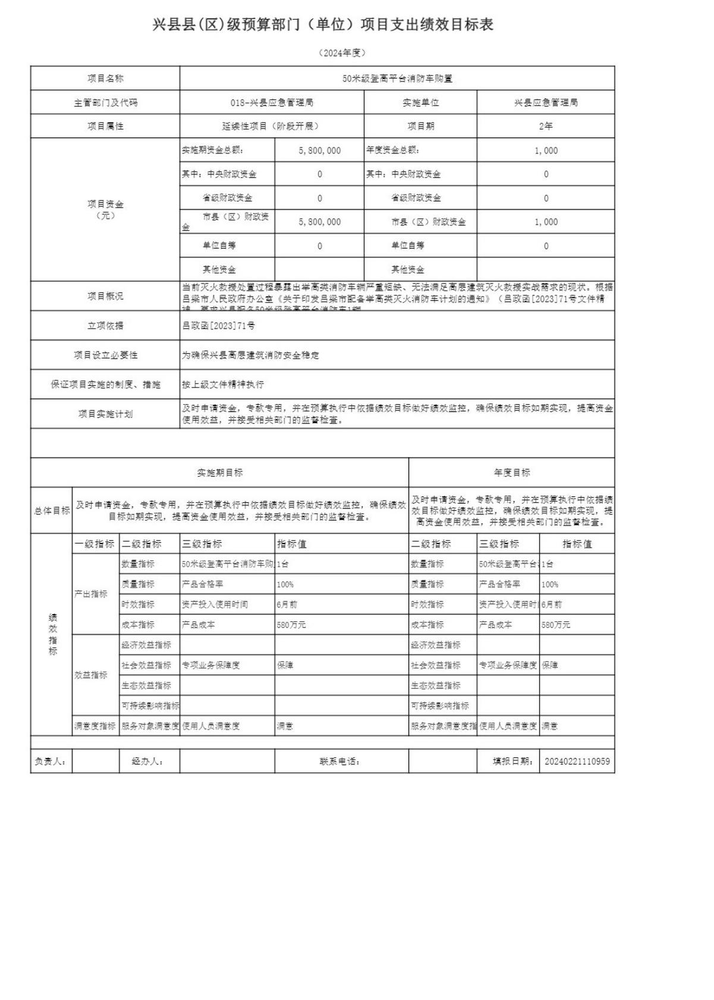 兴县县(区)级预算部门（单位）项目支出绩效目标表
（2024年度）
项目名称 50米级登高平台消防车购置
主管部门及代码 018-兴县应急管理局 实施单位 兴县应急管理局
项目属性 延续性项目（阶段开展） 项目期 2年
项目资金
（元）
实施期资金总额： 5,800,000 年度资金总额： 1,000
其中：中央财政资金 0 其中：中央财政资金 0
省级财政资金 0 省级财政资金 0
市县（区）财政资
金 5,800,000 市县（区）财政资金 1,000
单位自筹 0 单位自筹 0
其他资金 其他资金
项目概况
当前灭火救援处置过程暴露出举高类消防车辆严重短缺、无法满足高层建筑灭火救援实战需求的现状。根据
吕梁市人民政府办公室《关于印发吕梁市配备举高类灭火消防车计划的通知》（吕政函[2023]71号文件精
神，要求兴县配备50米级登高平台消防车1辆
立项依据 吕政函[2023]71号
项目设立必要性 为确保兴县高层建筑消防安全稳定
保证项目实施的制度、措施 按上级文件精神执行
项目实施计划
及时申请资金，专款专用，并在预算执行中依据绩效目标做好绩效监控，确保绩效目标如期实现，提高资金
使用效益，并接受相关部门的监督检查。
实施期目标 年度目标
总体目标
及时申请资金，专款专用，并在预算执行中依据绩效目标做好绩效监控，确保绩效
目标如期实现，提高资金使用效益，并接受相关部门的监督检查。
及时申请资金，专款专用，并在预算执行中依据绩
效目标做好绩效监控，确保绩效目标如期实现，提
高资金使用效益，并接受相关部门的监督检查。
绩
效
指
标
一级指标 二级指标 三级指标 指标值 二级指标 三级指标 指标值
产出指标
数量指标 50米级登高平台消防车购 1台 数量指标 50米级登高平台 1台
质量指标 产品合格率 100% 质量指标 产品合格率 100%
时效指标 资产投入使用时间 6月前 时效指标 资产投入使用时 6月前
成本指标 产品成本 580万元 成本指标 产品成本 580万元
效益指标
经济效益指标 经济效益指标
社会效益指标 专项业务保障度 保障 社会效益指标 专项业务保障度 保障
生态效益指标 生态效益指标
可持续影响指标 可持续影响指标
满意度指标 服务对象满意度 使用人员满意度 满意 服务对象满意度指 使用人员满意度 满意
负责人： 经办人： 联系电话： 填报日期： 20240221110959